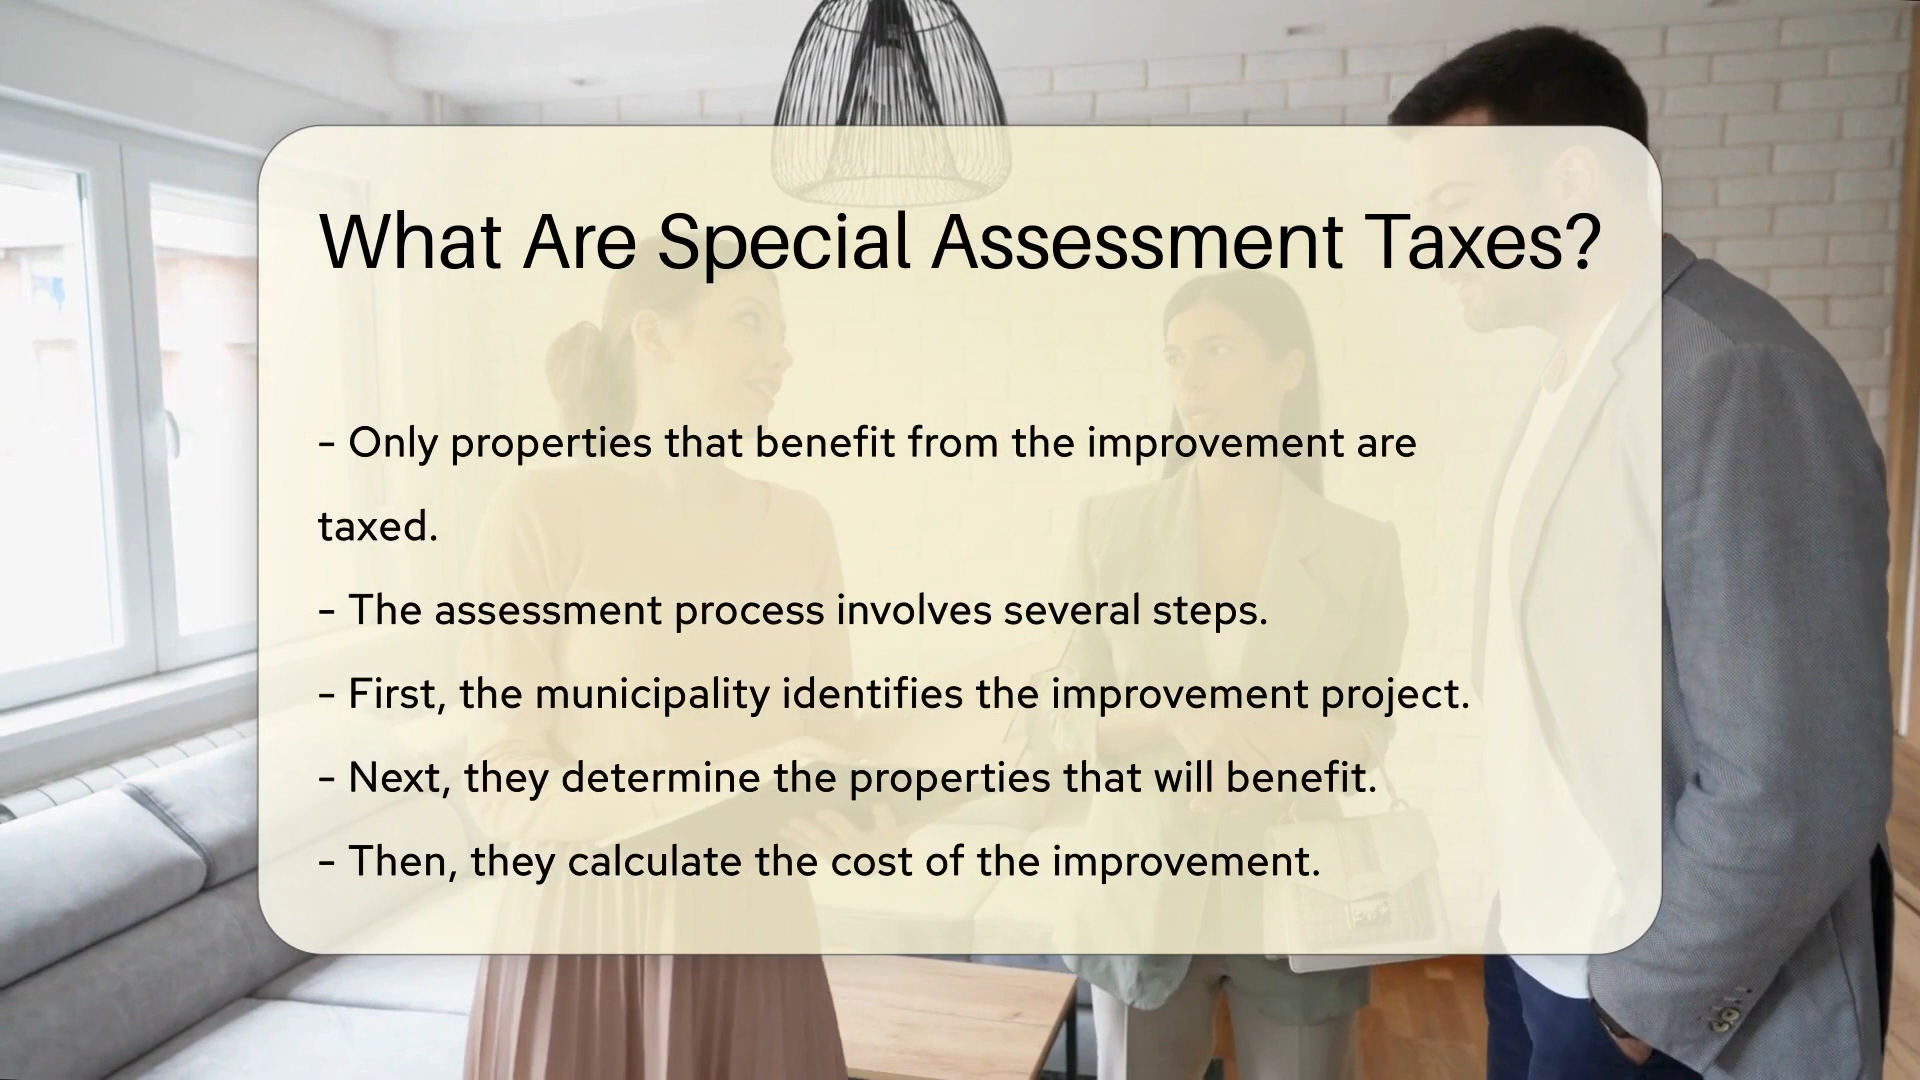 What Are Special Assessment Taxes?
– Only properties that benefit from the improvement are
taxed.
– The assessment process involves several steps.
– First, the municipality identifies the improvement project.
– Next, they determine the properties that will benefit.
– Then, they calculate the cost of the improvement.